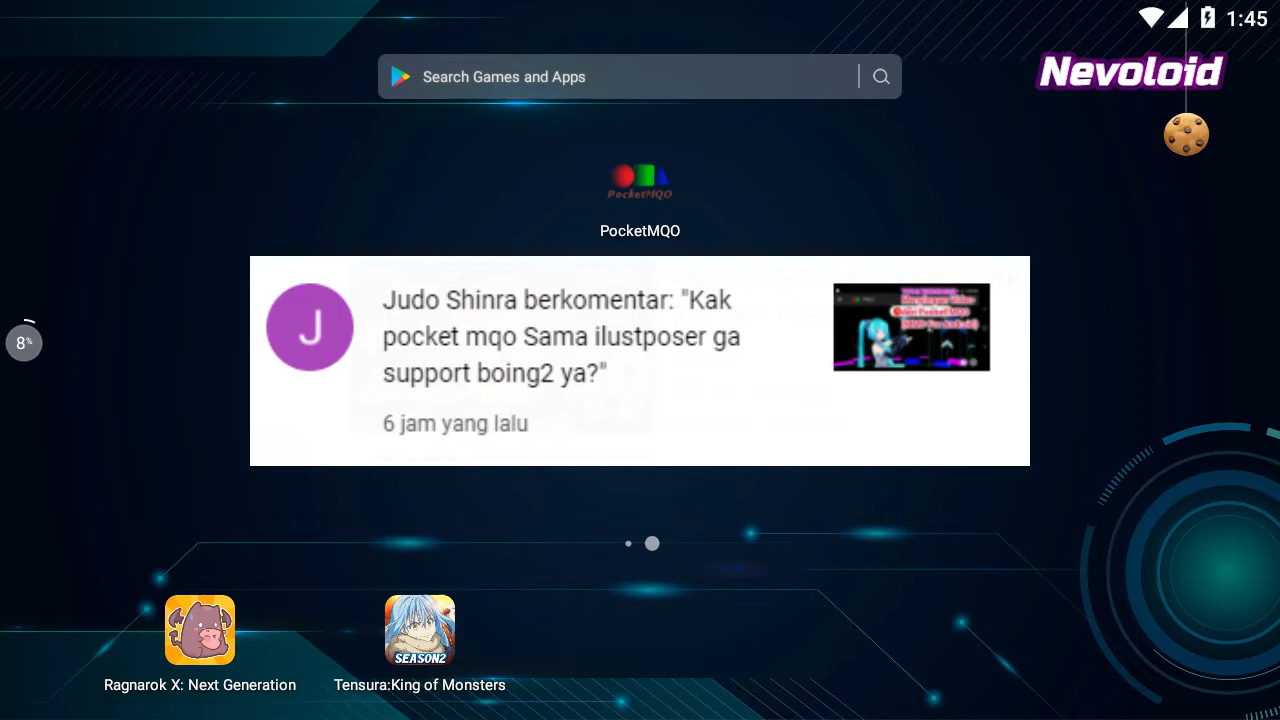 1:45
Search Games and Apps
Nevoloid
PocketMQO
PocketMQO
J
Judo Shinra berkomentar: "Kak
pocket mqo Sama ilustposer ga
support boing2 ya?"
6 jam yang lalu
8%
SEASON2
Ragnarok X: Next Generation
Tensura:King of Monsters